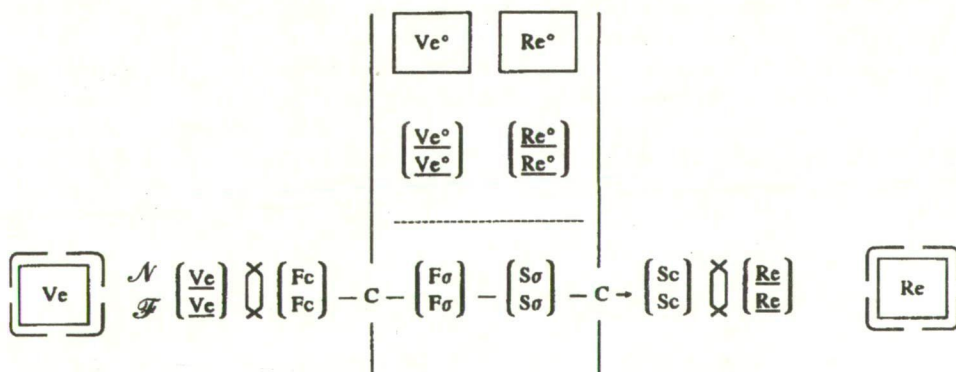 Ve° Re°
Ve° Re°
Ve° Re°
𝒩 Ve Fc Fσ Sσ Sc Re
Ve – C – – – C → Re
ℱ Ve Fc Fσ Sσ Sc Re